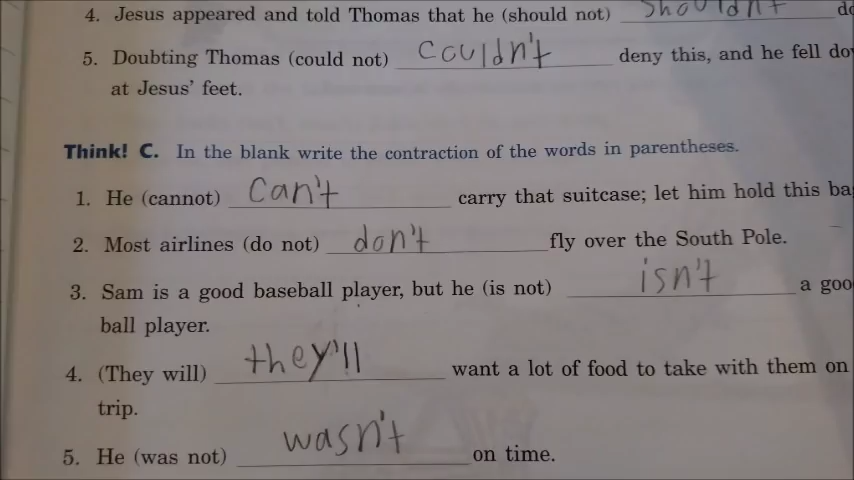 4. Jesus appeared and told Thomas that he (should not) shouldn't
5. Doubting Thomas (could not) couldn't deny this, and he fell
at Jesus' feet.
Think! C. In the blank write the contraction of the words in parentheses.
1. He (cannot) can't carry that suitcase; let him hold this
2. Most airlines (do not) don't fly over the South Pole.
3. Sam is a good baseball player, but he (is not) isn't a
ball player.
4. (They will) they'll want a lot of food to take with them on
trip.
5. He (was not) wasn't on time.